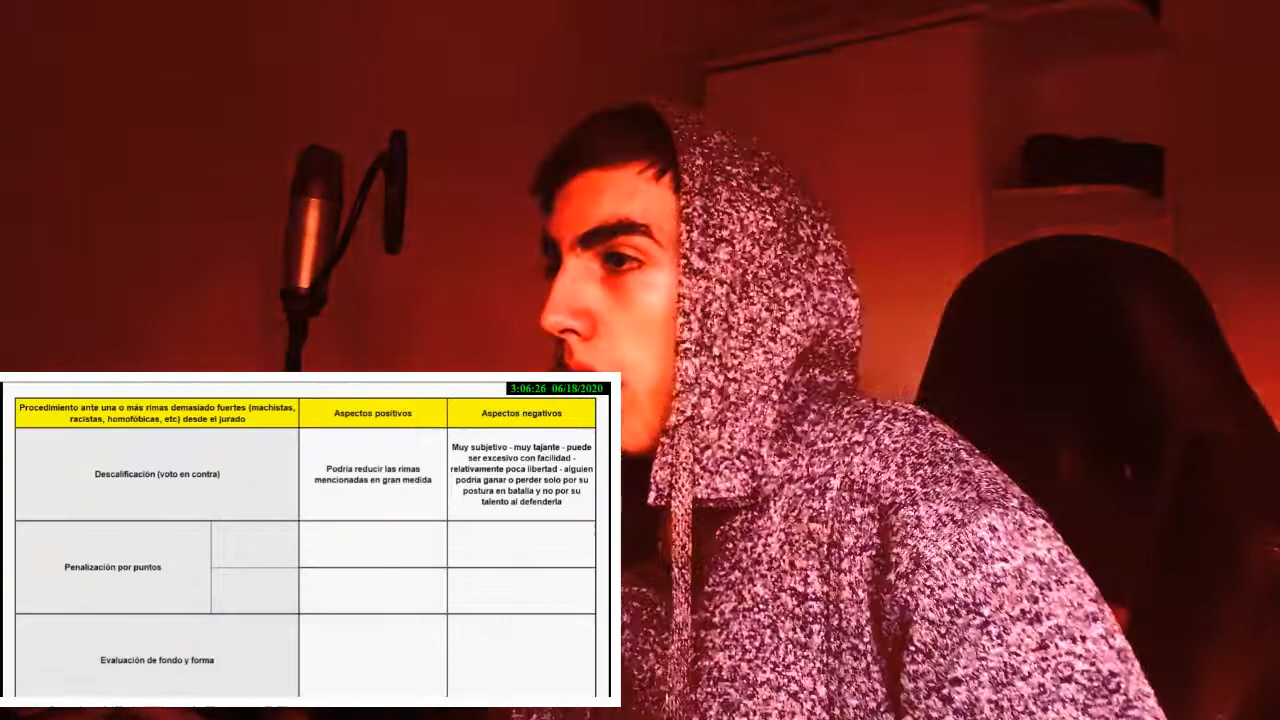 3:06:26 06/18/2020
Procedimiento ante una o más rimas demasiado fuertes (machistas,
racistas, homofóbicas, etc) desde el jurado
Aspectos positivos
Aspectos negativos
Descalificación (voto en contra)
Podría reducir las rimas
mencionadas en gran medida
Muy subjetivo - muy tajante - puede
ser excesivo con facilidad -
relativamente poca libertad - alguien
podría ganar o perder solo por su
postura en batalla y no por su
talento al defenderla
Penalización por puntos
Evaluación de fondo y forma